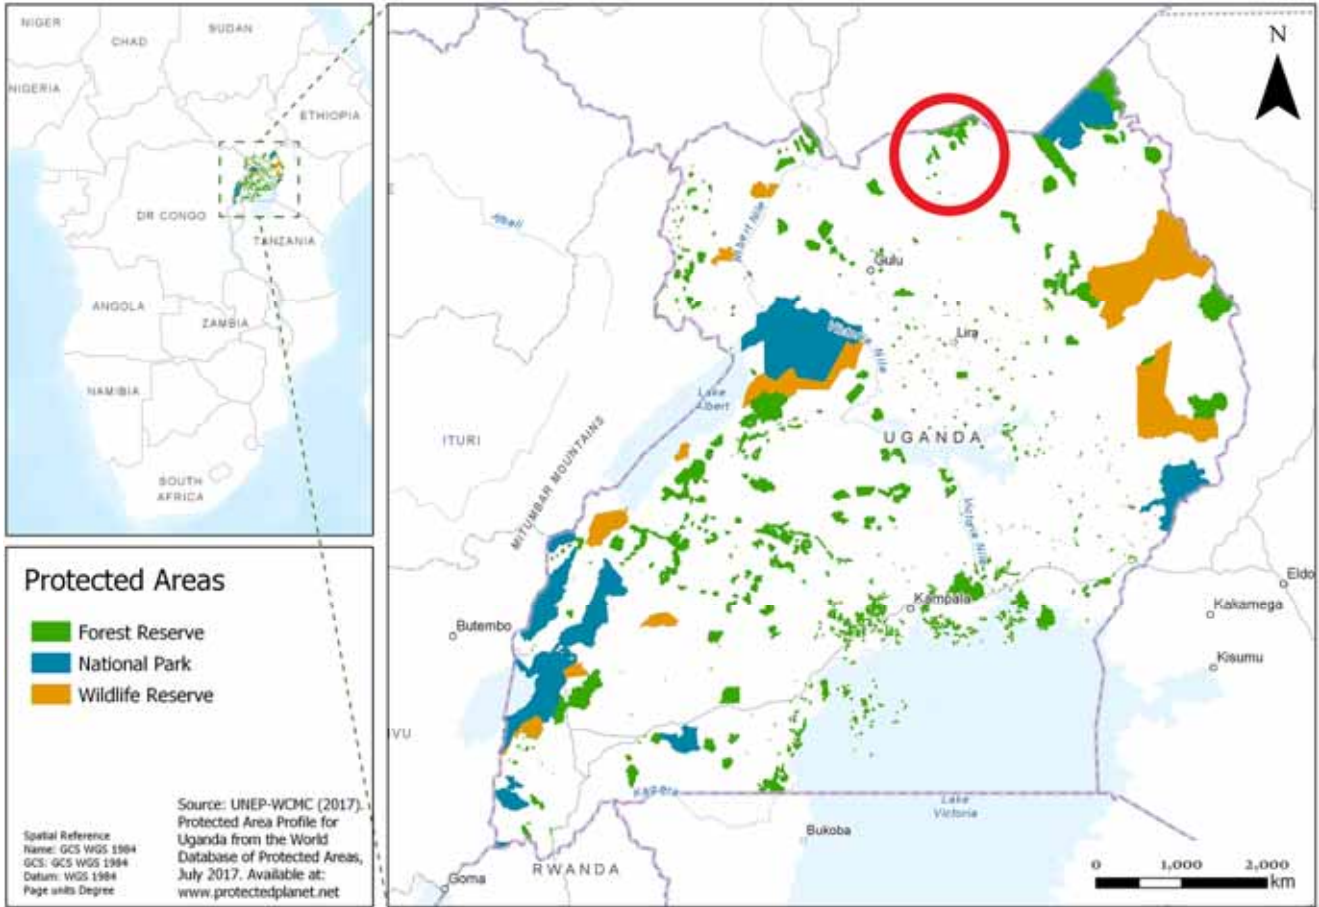 NIGER
CHAD
SUDAN
NIGERIA
ETHIOPIA
DR CONGO
TANZANIA
ANGOLA
ZAMBIA
NAMIBIA
SOUTH
AFRICA
Protected Areas
Forest Reserve
National Park
Wildlife Reserve
Source: UNEP-WCMC (2017).
Protected Area Profile for
Uganda from the World
Database of Protected Areas,
July 2017. Available at:
www.protectedplanet.net
Spatial Reference
Name: GCS WGS 1984
GCS: GCS WGS 1984
Datum: WGS 1984
Page units Degree
N
Albert Nile
Gulu
Victoria Nile
Lira
Lake
Albert
ITURI
UGANDA
MITUMBAR MOUNTAINS
Victoria Nile
Kampala
Butembo
Eldo
Kakamega
Kisumu
IVU
Kagera
Lake
Victoria
Bukoba
RWANDA
Goma
0 1,000 2,000
km